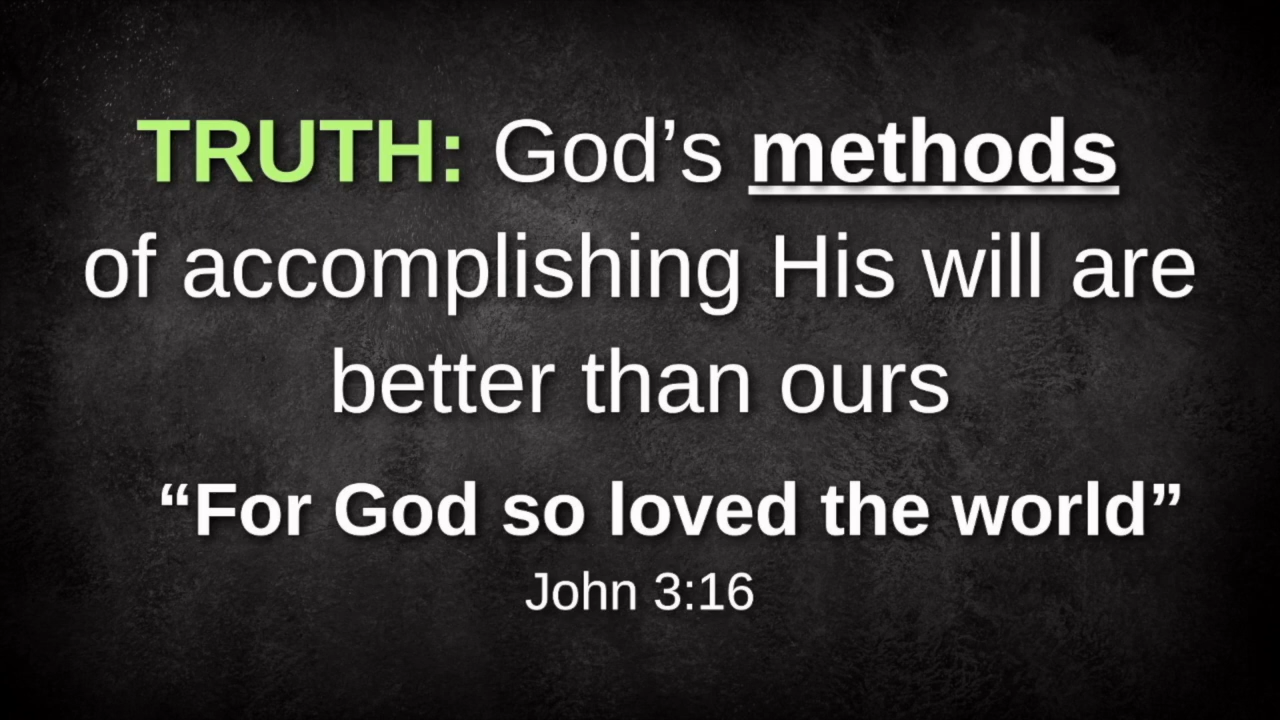 TRUTH: God’s methods
of accomplishing His will are
better than ours
“For God so loved the world”
John 3:16